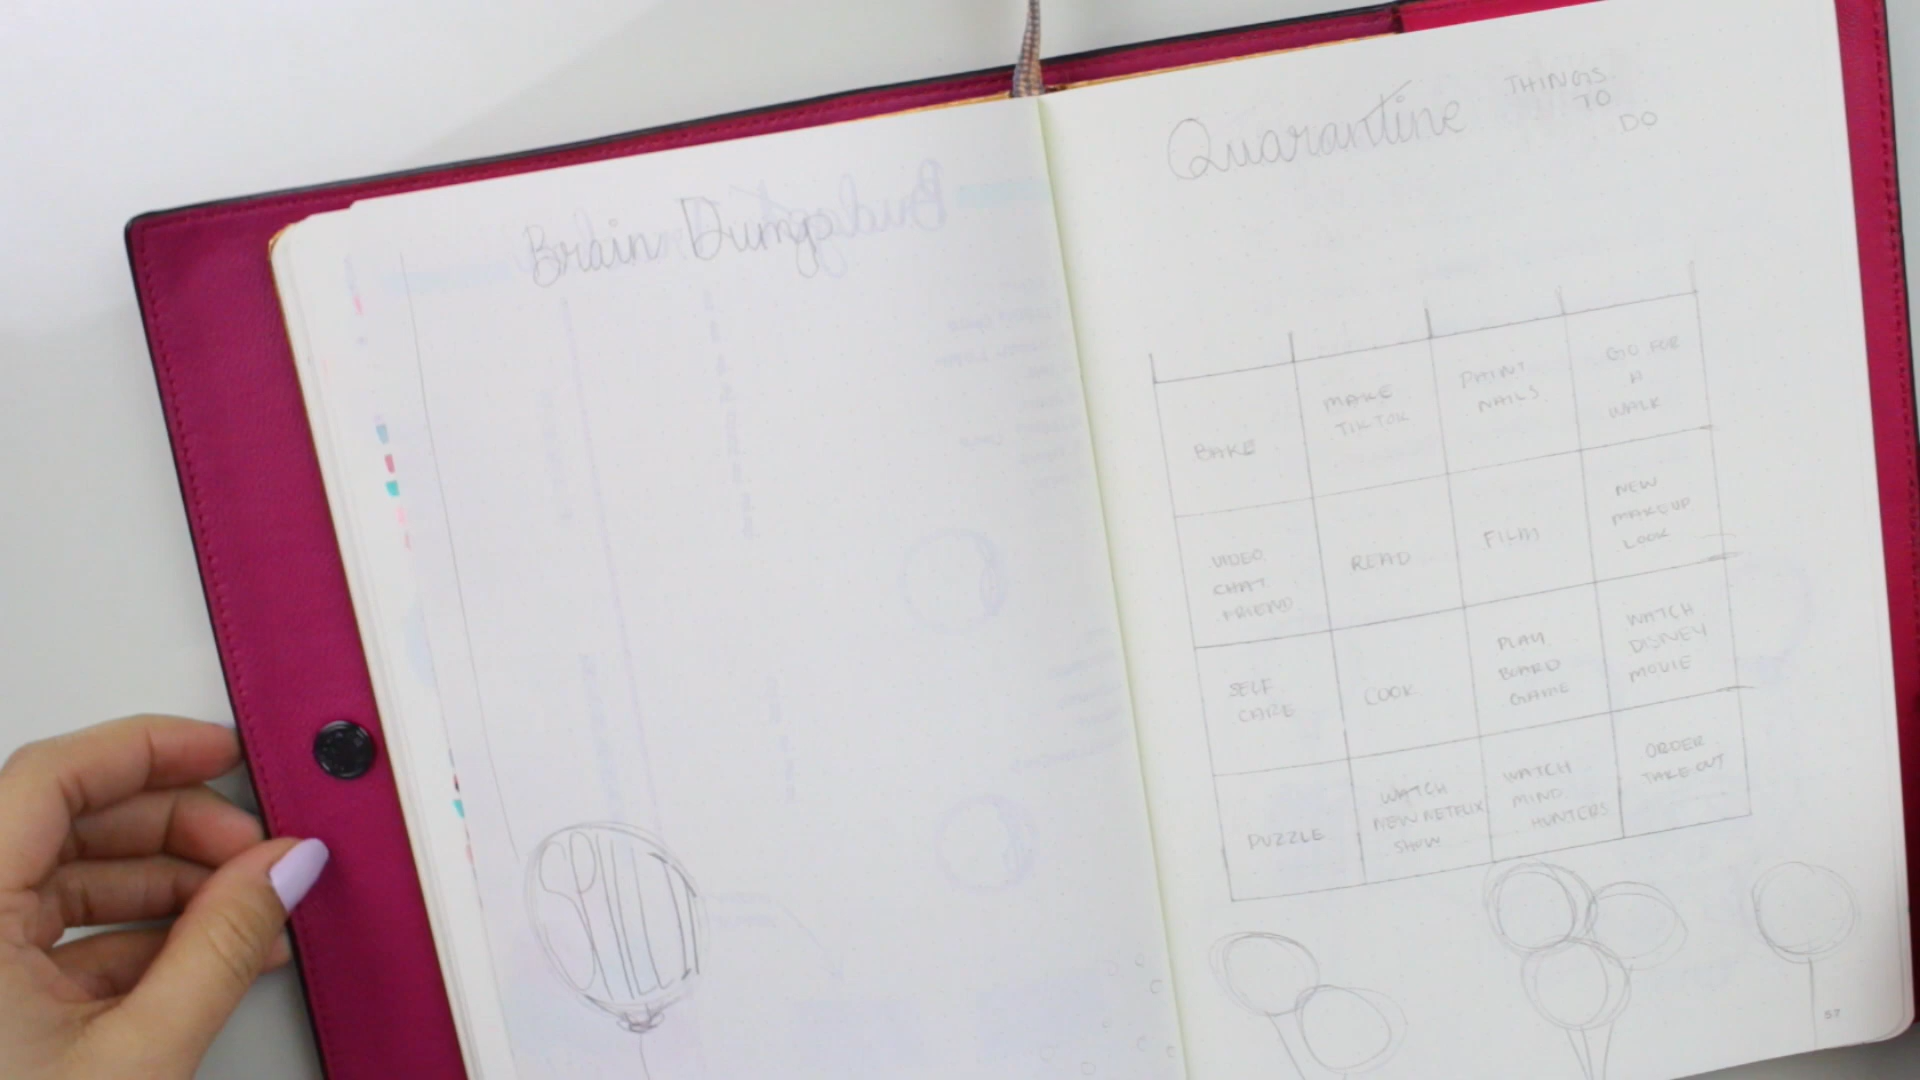 Brain Dump
SPILL IT
Quarantine
THINGS
TO
DO
BAKE
MAKE
TIKTOK
PAINT
NAILS
GO FOR
A
WALK
VIDEO
CHAT
FRIEND
READ
FILM
NEW
MAKEUP
LOOK
SELF
CARE
COOK
PLAY
BOARD
GAME
WATCH
DISNEY
MOVIE
PUZZLE
WATCH
NEW NETFLIX
SHOW
WATCH
MIND
HUNTERS
ORDER
TAKE-OUT
57